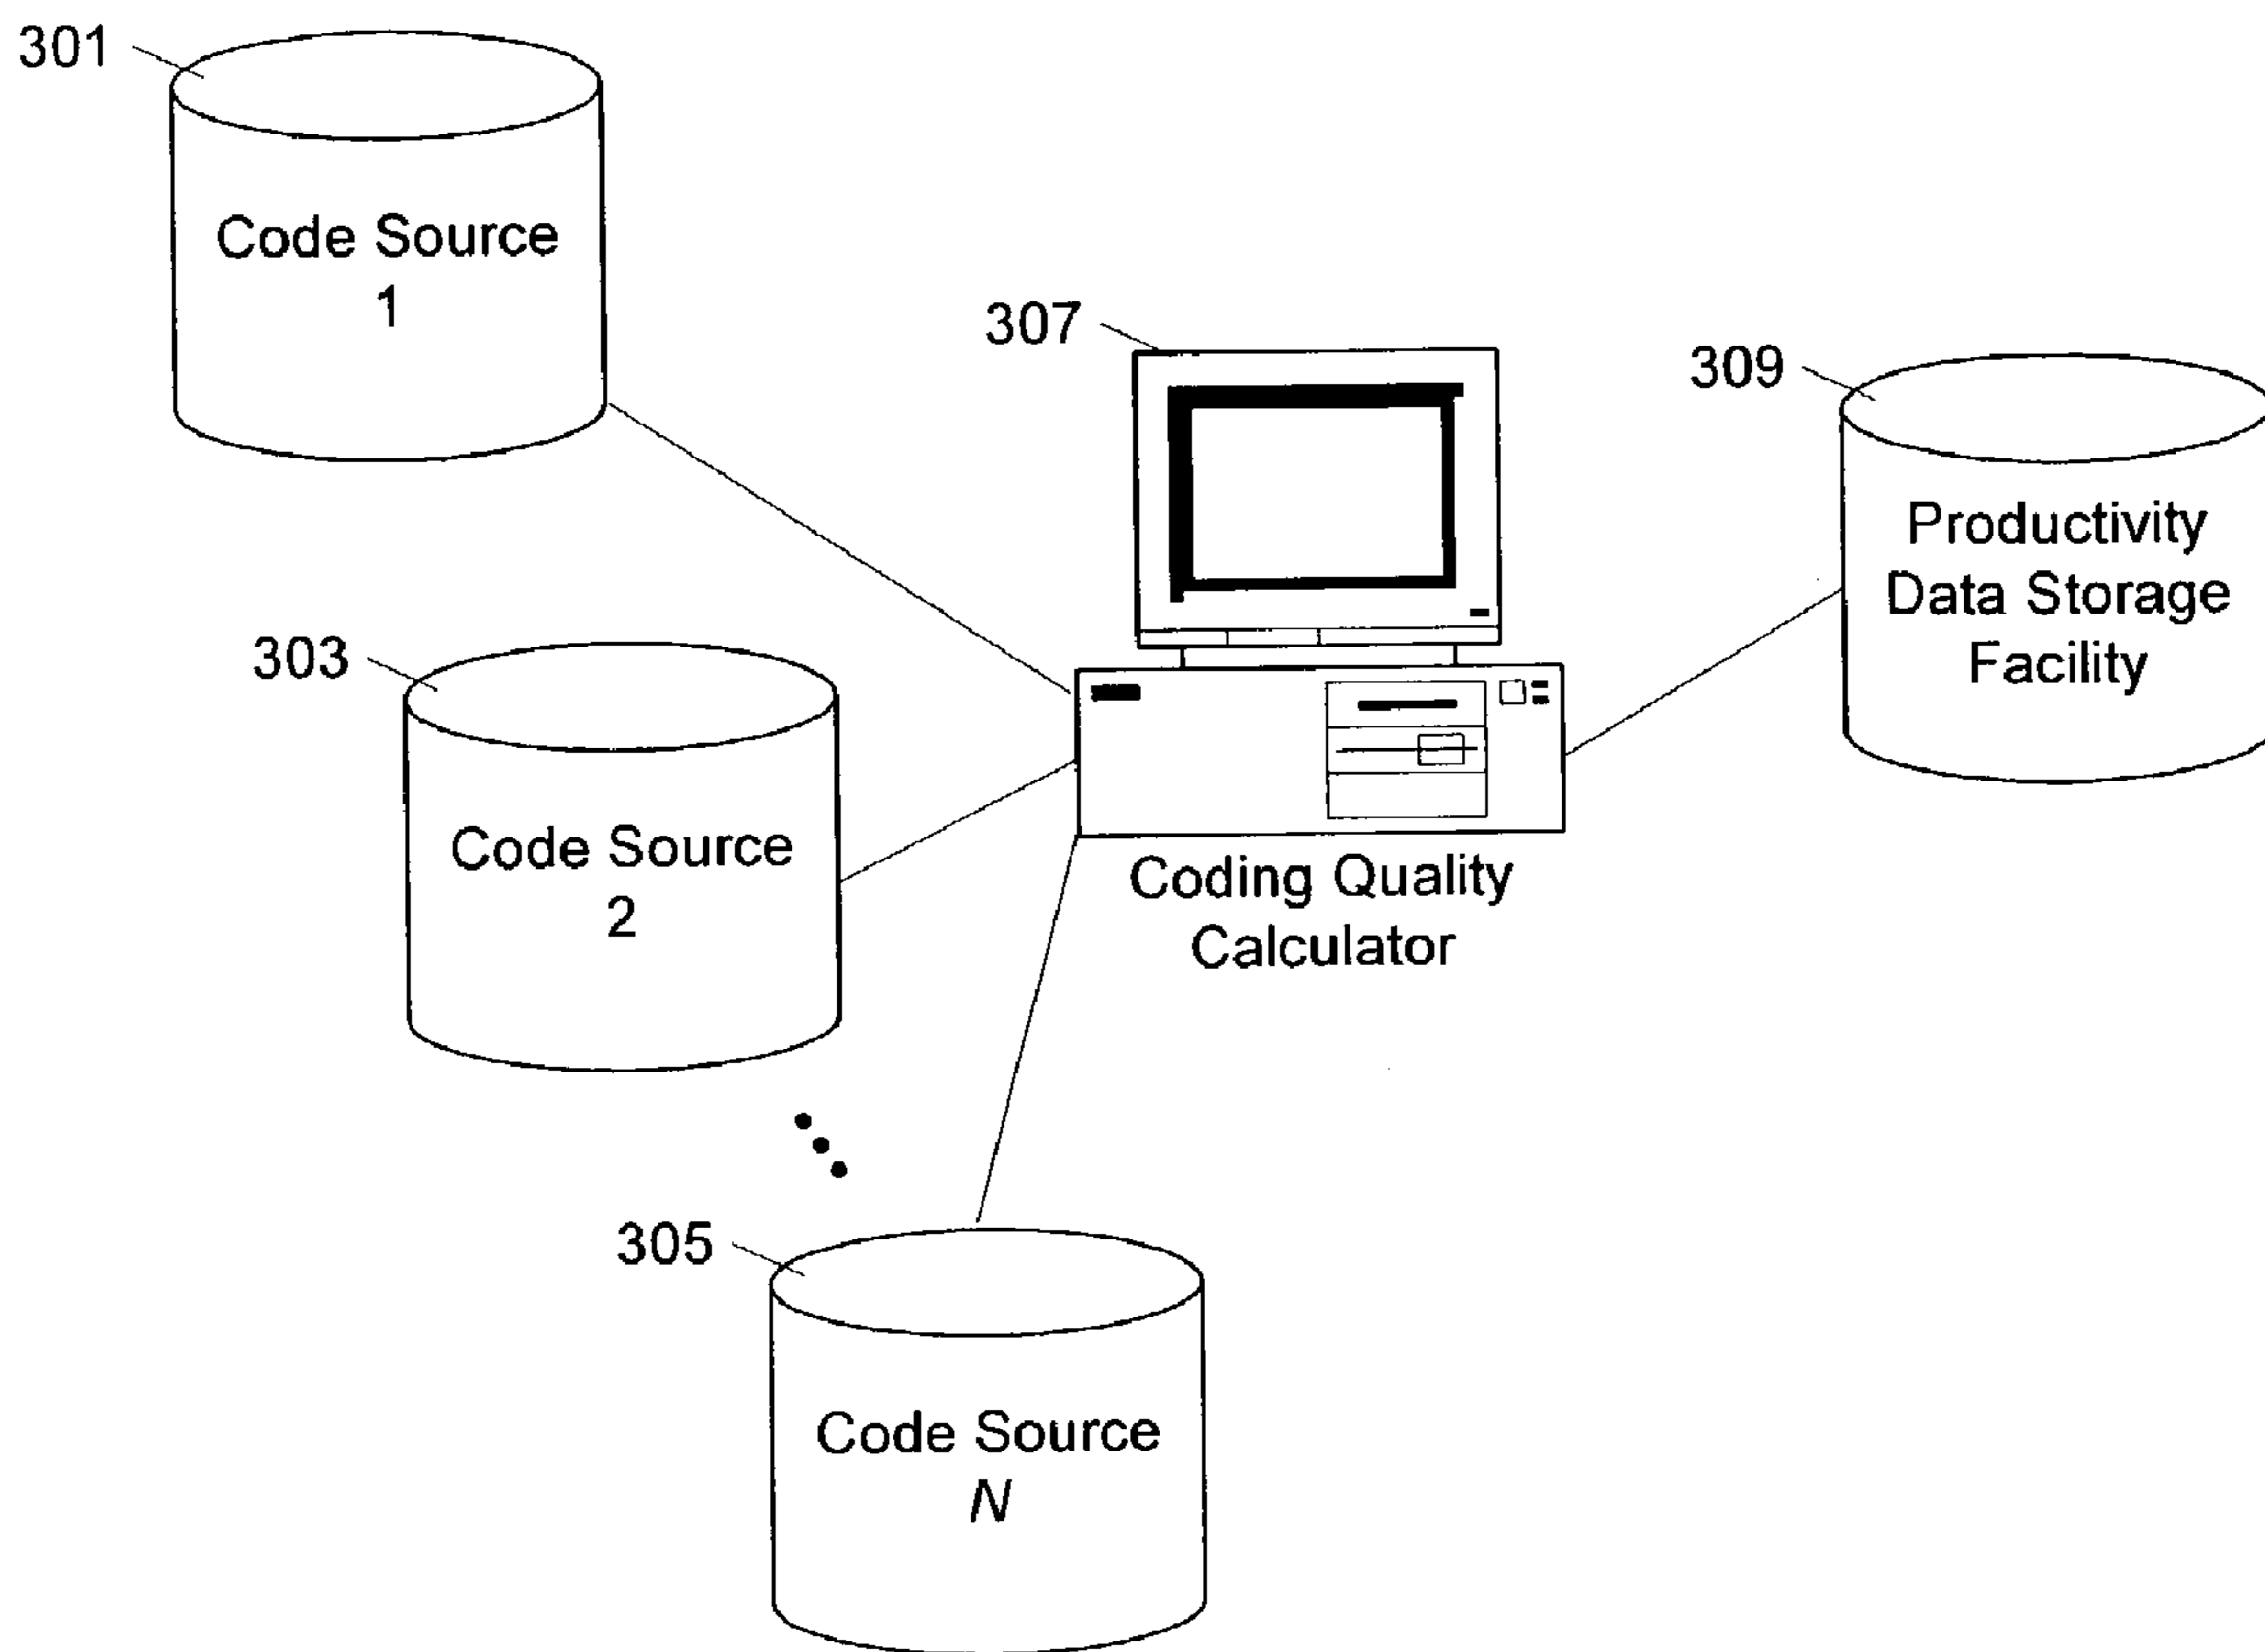 301
Code Source
1
307
309
Productivity
Data Storage
Facility
303
Code Source
2
Coding Quality
Calculator
305
Code Source
N